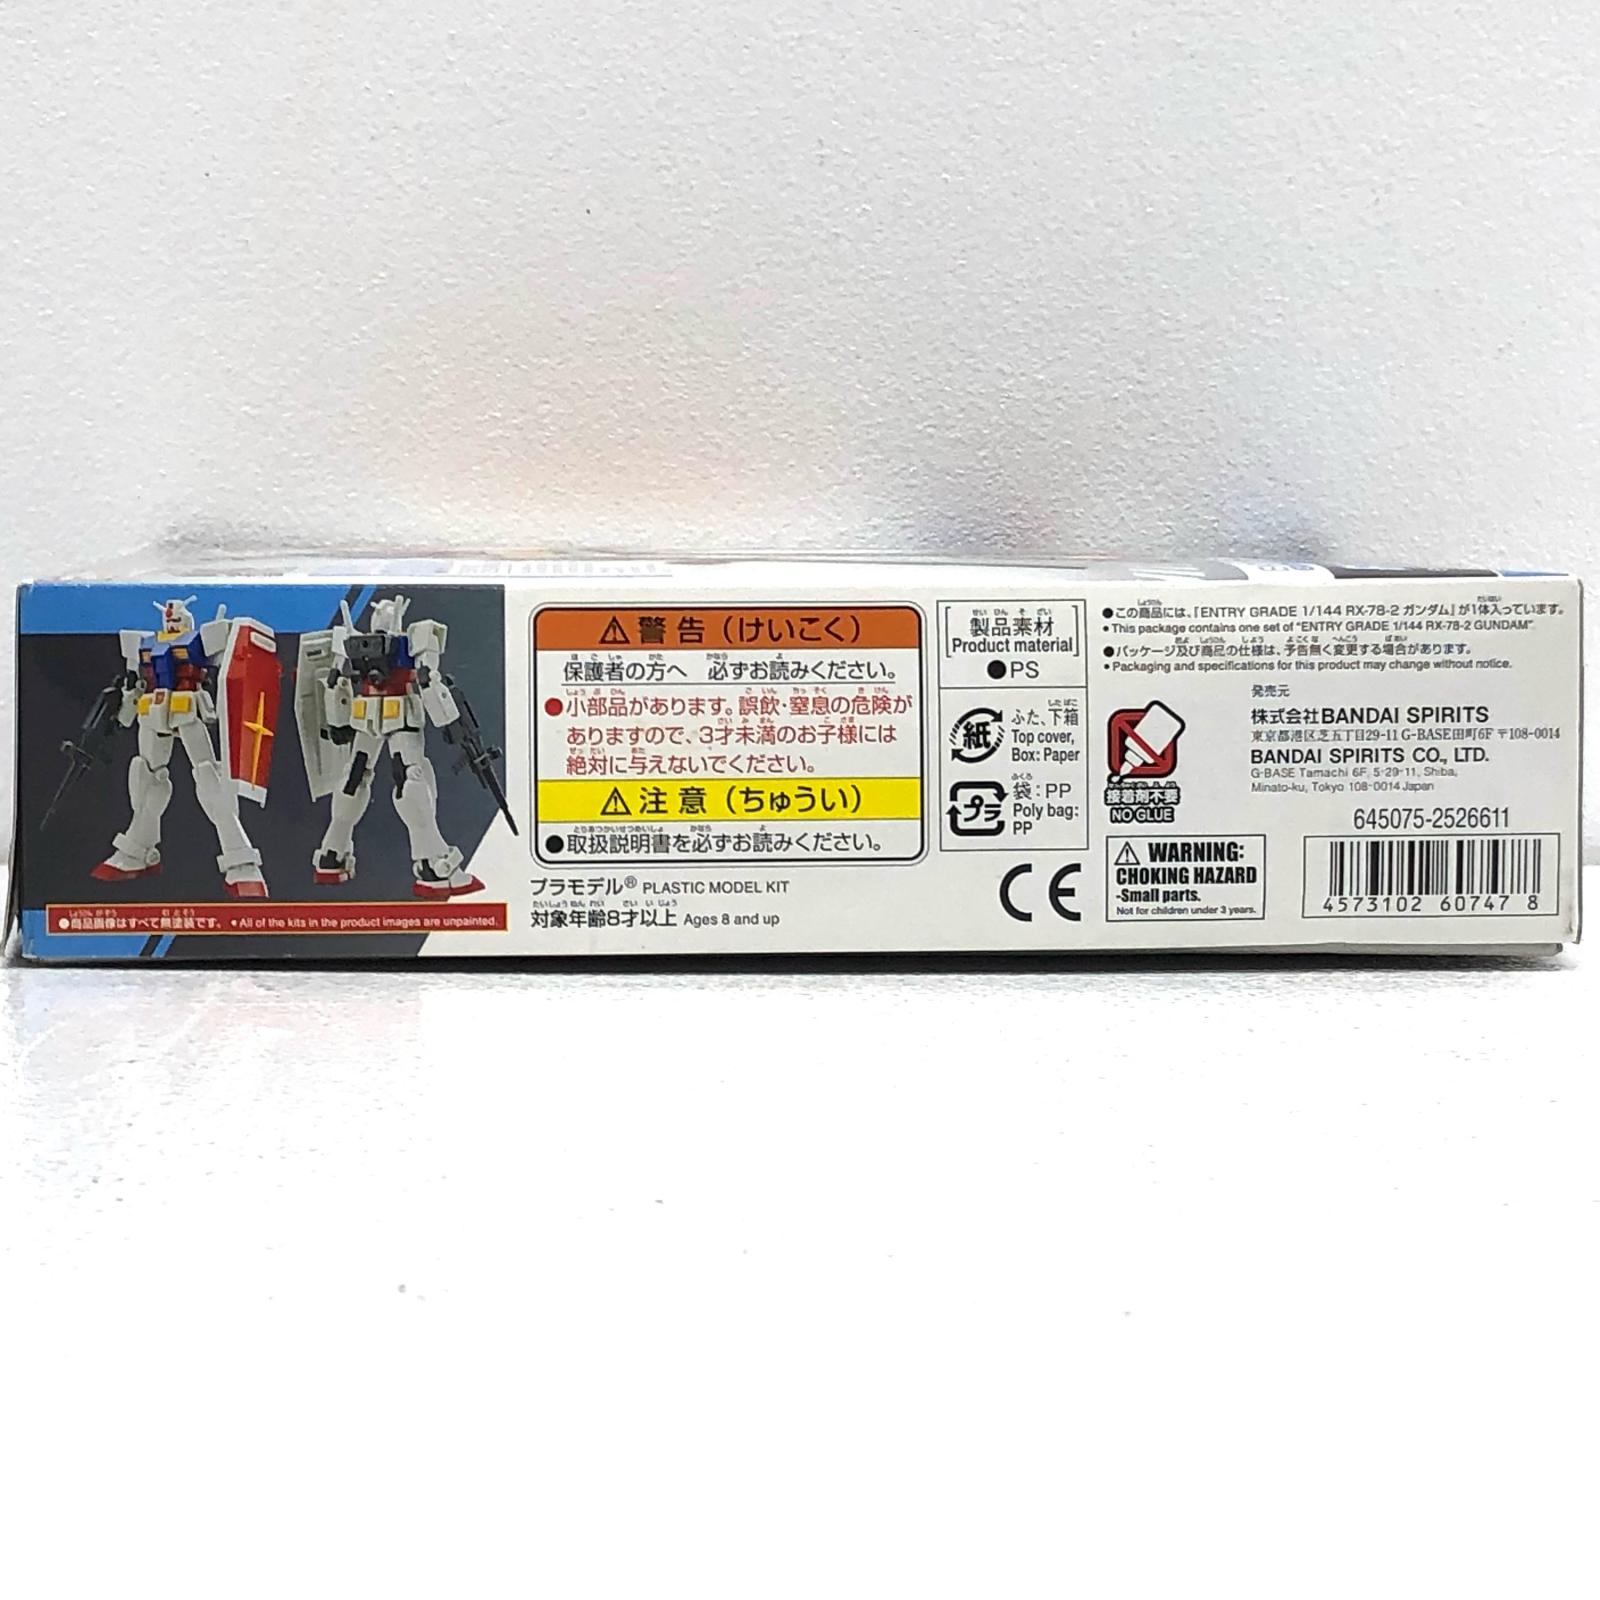 ●商品画像はすべて無塗装です。 ●All of the kits in the product images are unpainted.
⚠警告（けいこく）
保護者の方へ 必ずお読みください。
●小部品があります。誤飲・窒息の危険が
ありますので、3才未満のお子様には
絶対に与えないでください。
⚠注意（ちゅうい）
●取扱説明書を必ずお読みください。
プラモデル® PLASTIC MODEL KIT
対象年齢8才以上 Ages 8 and up
製品素材
[Product material]
●PS
紙
ふた、下箱
Top cover,
Box: Paper
プラ
袋:PP
Poly bag:
PP
CE
●この商品には、「ENTRY GRADE 1/144 RX-78-2 ガンダム」が1体入っています。
●This package contains one set of "ENTRY GRADE 1/144 RX-78-2 GUNDAM".
●パッケージ及び商品の仕様は、予告無く変更する場合があります。
●Packaging and specifications for this product may change without notice.
接着剤不要
NO GLUE
発売元
株式会社BANDAI SPIRITS
東京都港区芝五丁目29-11 G-BASE田町6F 〒108-0014
BANDAI SPIRITS CO., LTD.
G-BASE Tamachi 6F, 5-29-11, Shiba,
Minato-ku, Tokyo 108-0014 Japan
645075-2526611
⚠ WARNING:
CHOKING HAZARD
-Small parts.
Not for children under 3 years.
4573102 60747 8